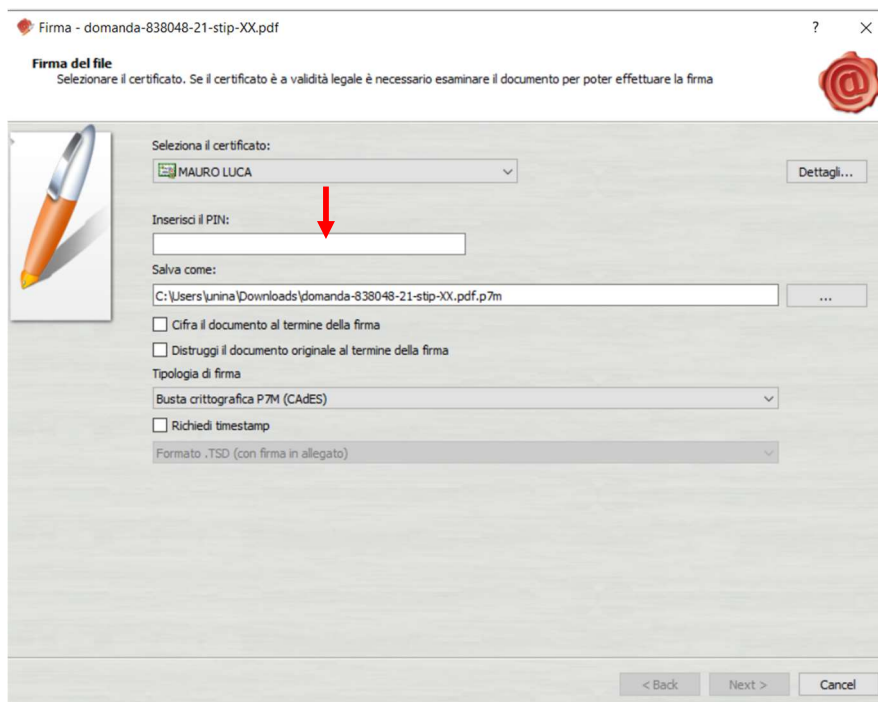 Firma - domanda-838048-21-stip-XX.pdf
?
Firma del file
Selezionare il certificato. Se il certificato è a validità legale è necessario esaminare il documento per poter effettuare la firma
Seleziona il certificato:
MAURO LUCA
Dettagli...
Inserisci il PIN:
Salva come:
C:\Users\unina\Downloads\domanda-838048-21-stip-XX.pdf.p7m
...
Cifra il documento al termine della firma
Distruggi il documento originale al termine della firma
Tipologia di firma
Busta crittografica P7M (CAdES)
Richiedi timestamp
Formato .TSD (con firma in allegato)
< Back
Next >
Cancel